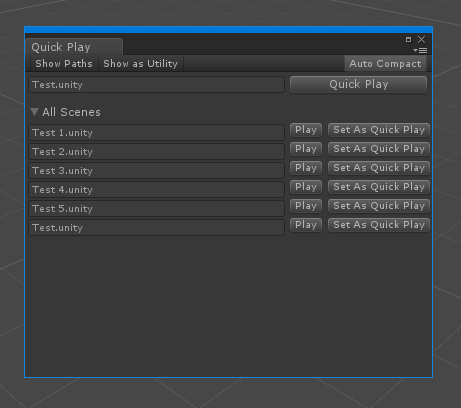 Quick Play
Show Paths Show as Utility Auto Compact
Test.unity Quick Play
All Scenes
Test 1.unity Play Set As Quick Play
Test 2.unity Play Set As Quick Play
Test 3.unity Play Set As Quick Play
Test 4.unity Play Set As Quick Play
Test 5.unity Play Set As Quick Play
Test.unity Play Set As Quick Play